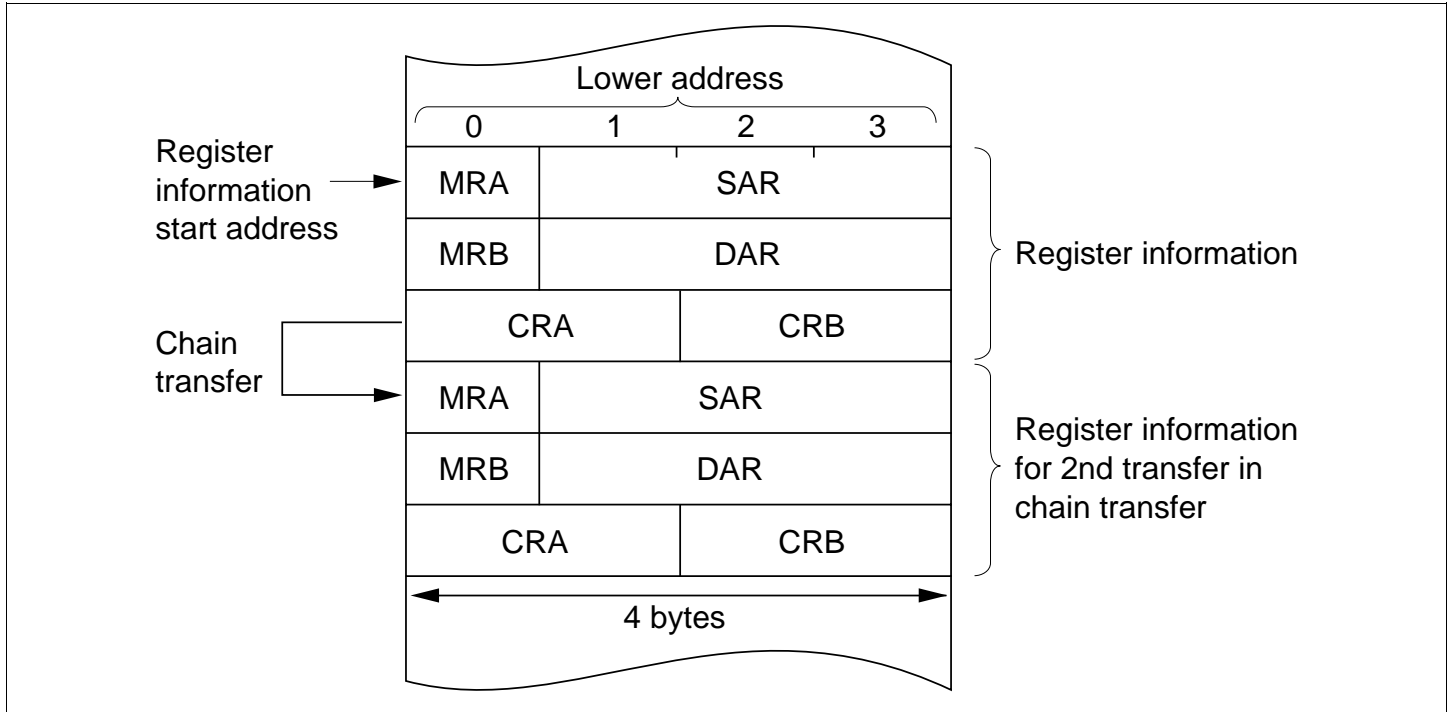 Lower address
0 1 2 3
Register
information
start address
MRA SAR
MRB DAR
Register information
CRA CRB
Chain
transfer
MRA SAR
MRB DAR
Register information
for 2nd transfer in
chain transfer
CRA CRB
4 bytes